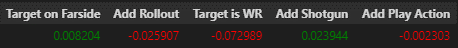 Target on Farside Add Rollout Target is WR Add Shotgun Add Play Action
0.008204 -0.025907 -0.072989 0.023944 -0.002303